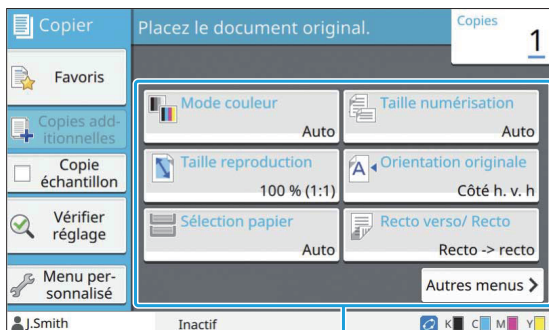 Copier
Placez le document original.
Copies
1
Favoris
Copies add-
itionnelles
Copie
échantillon
Vérifier
réglage
Menu per-
sonnalisé
Mode couleur
Auto
Taille numérisation
Auto
Taille reproduction
100 % (1:1)
A
Orientation originale
Côté h. v. h
Sélection papier
Auto
Recto verso/ Recto
Recto -> recto
Autres menus
J.Smith
Inactif
K C M Y